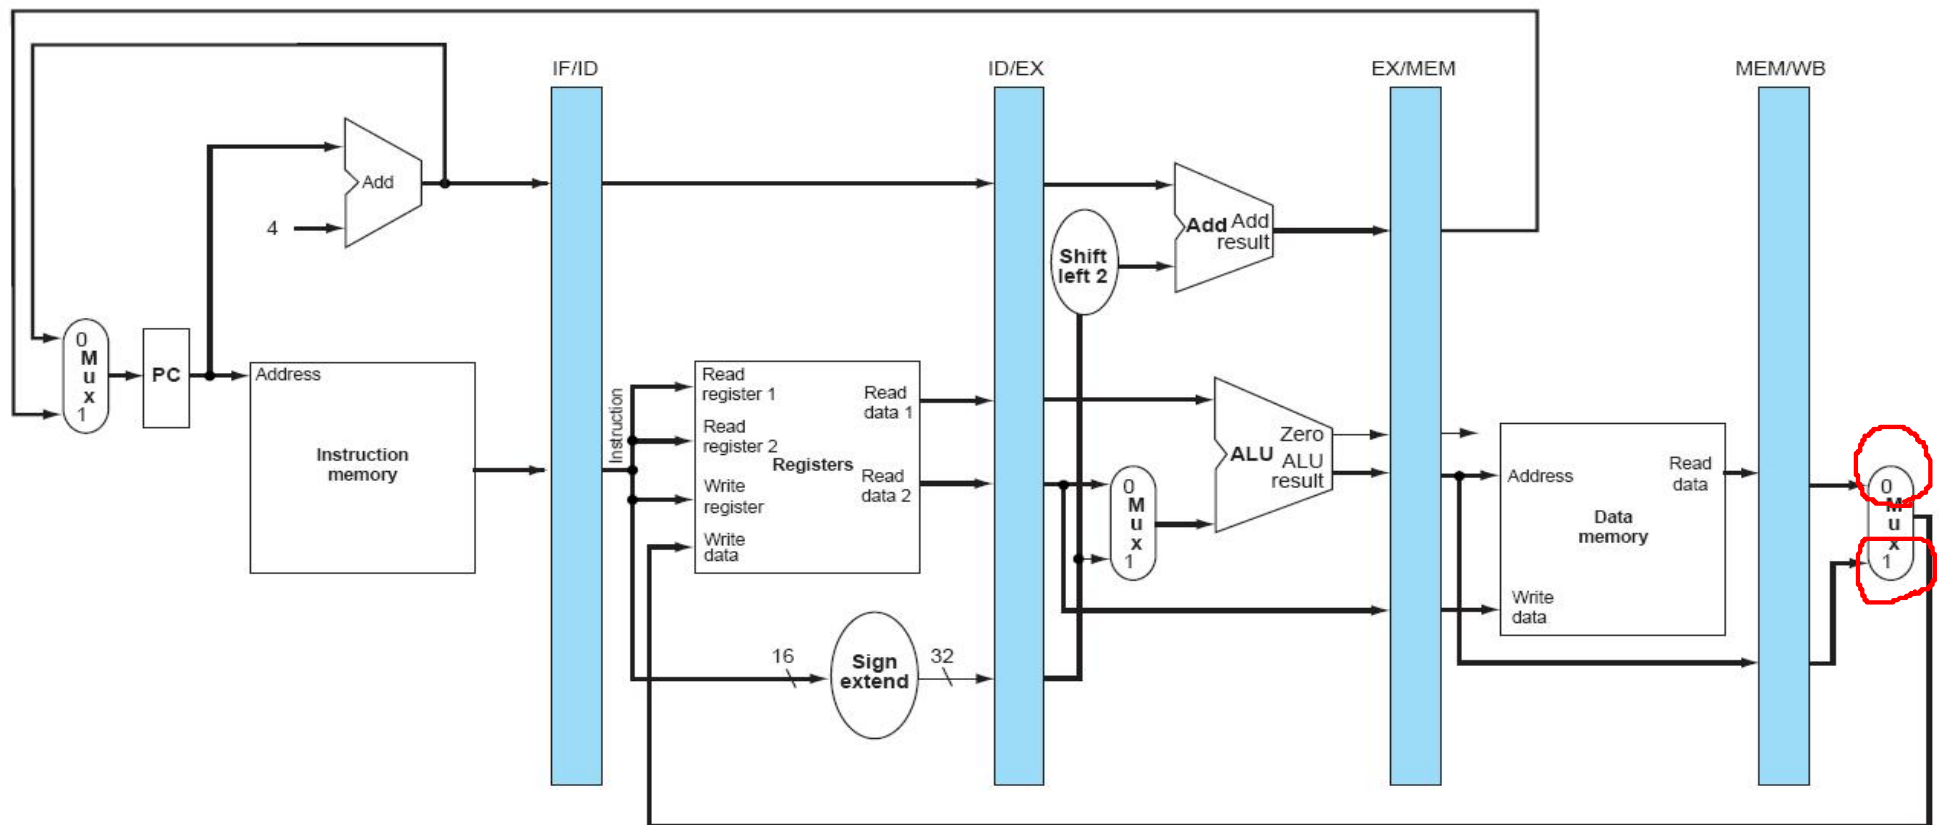 IF/ID
ID/EX
EX/MEM
MEM/WB
Add
4
Add Add
result
Shift
left 2
0
M
u
x
1
PC
Address
Instruction
memory
Instruction
Read
register 1
Read
register 2
Write
register
Write
data
Registers
Read
data 1
Read
data 2
16
Sign
extend
32
0
M
u
x
1
Zero
ALU
ALU
result
Address
Read
data
Data
memory
Write
data
0
M
u
x
1